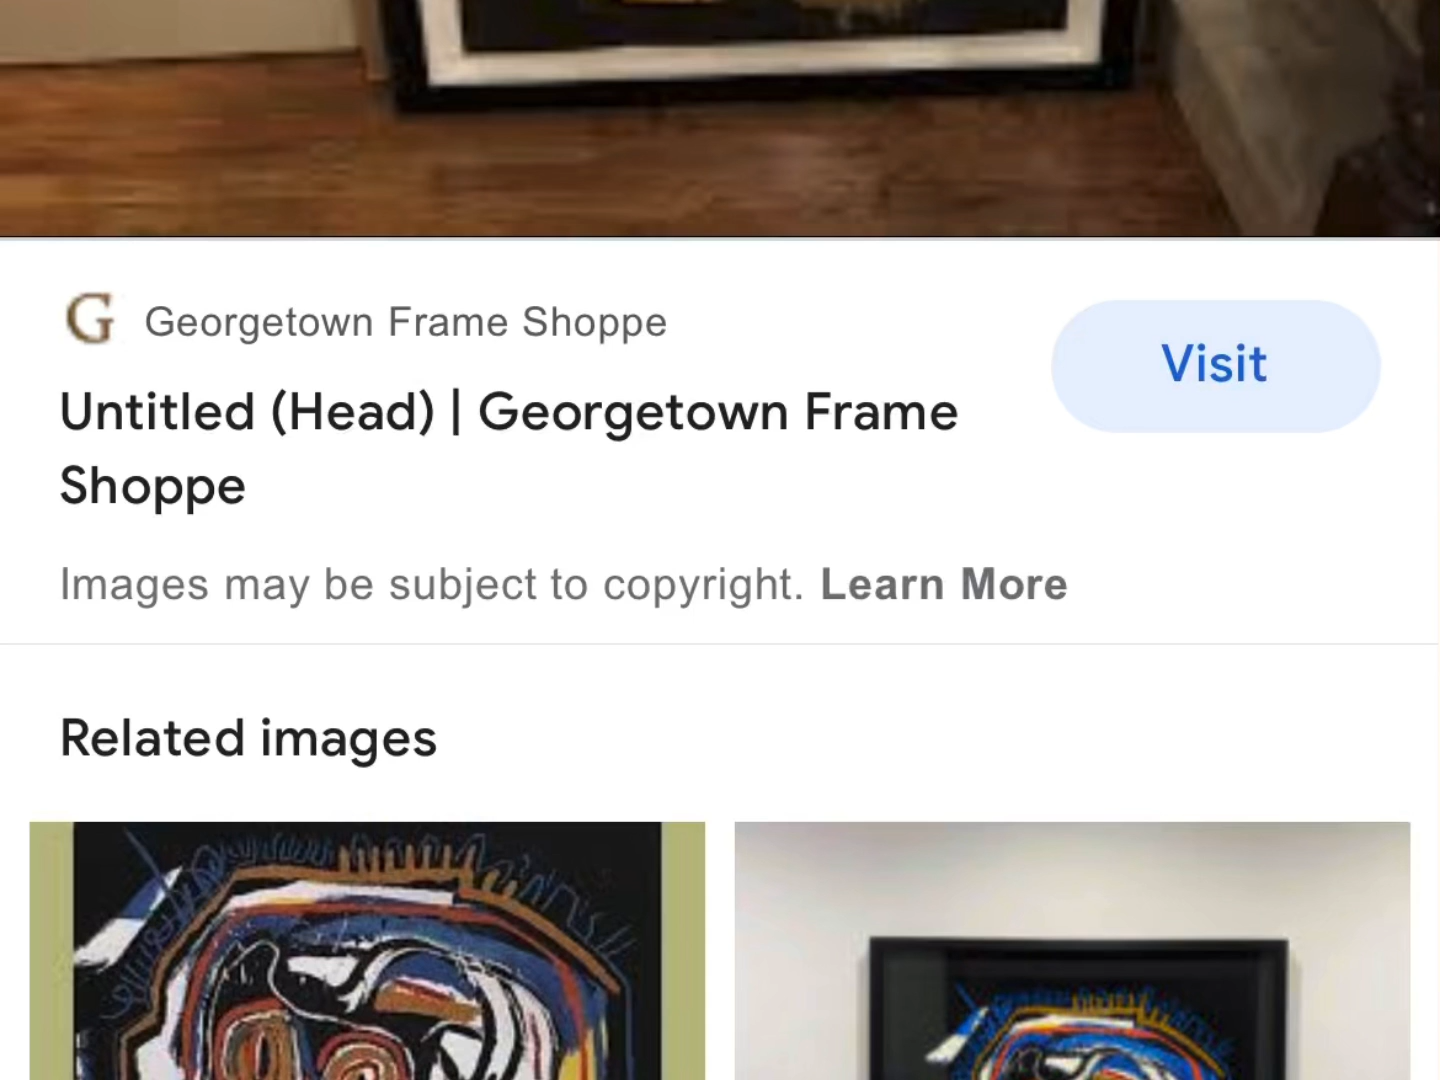 G Georgetown Frame Shoppe
Visit
Untitled (Head) | Georgetown Frame
Shoppe
Images may be subject to copyright. Learn More
Related images